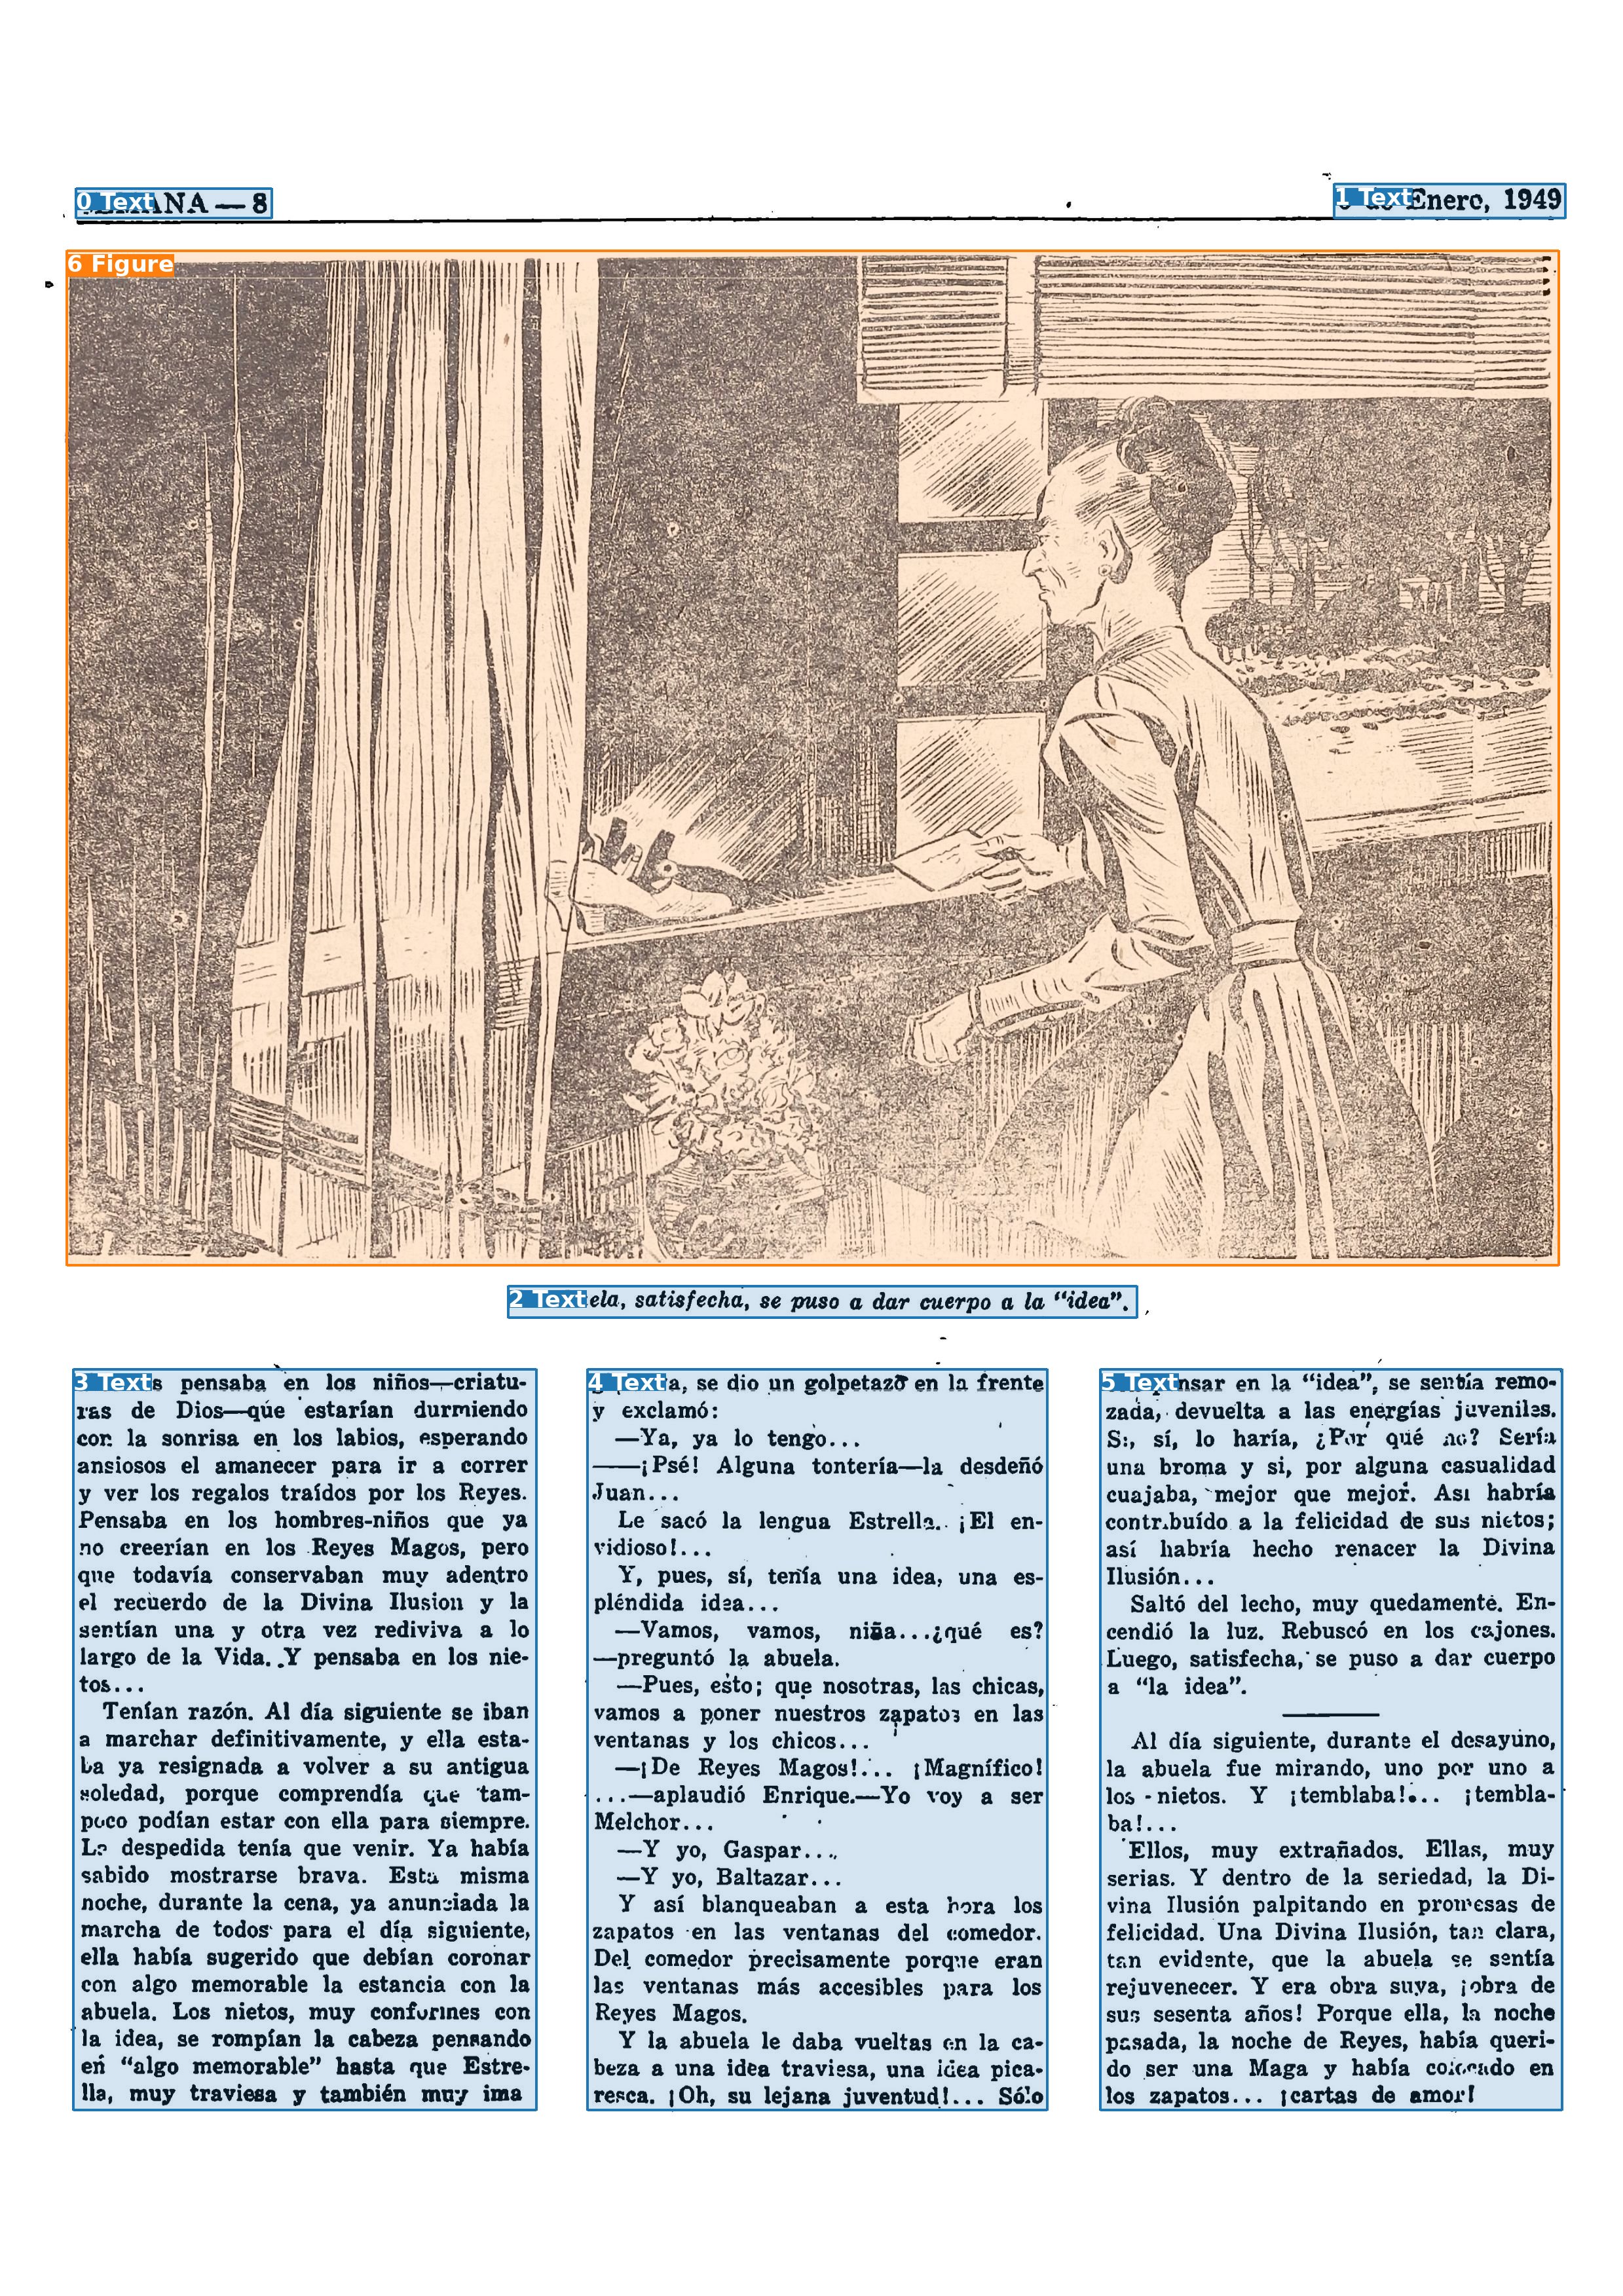 0 Text
NA — 8
1 Text
Enero, 1949
6 Figure
2 Text
ela, satisfecha, se puso a dar cuerpo a la “idea”.
3 Text
s pensaba en los niños—criatu-
ras de Dios—que estarían durmiendo
con la sonrisa en los labios, esperando
ansiosos el amanecer para ir a correr
y ver los regalos traídos por los Reyes.
Pensaba en los hombres-niños que ya
no creerían en los Reyes Magos, pero
que todavía conservaban muy adentro
el recuerdo de la Divina Ilusion y la
sentían una y otra vez rediviva a lo
largo de la Vida. Y pensaba en los nie-
tos...
Tenían razón. Al día siguiente se iban
a marchar definitivamente, y ella esta-
ba ya resignada a volver a su antigua
soledad, porque comprendía que tam-
poco podían estar con ella para siempre.
La despedida tenía que venir. Ya había
sabido mostrarse brava. Esta misma
noche, durante la cena, ya anunciada la
marcha de todos para el día siguiente,
ella había sugerido que debían coronar
con algo memorable la estancia con la
abuela. Los nietos, muy conformes con
la idea, se rompían la cabeza pensando
en “algo memorable” hasta que Estre-
lla, muy traviesa y también muy ima
4 Text
a, se dio un golpetazo en la frente
y exclamó:
—Ya, ya lo tengo...
——¡Psé! Alguna tontería—la desdeñó
Juan...
Le sacó la lengua Estrella. ¡El en-
vidioso!...
Y, pues, sí, tenía una idea, una es-
pléndida idea...
—Vamos, vamos, niña...¿qué es?
—preguntó la abuela.
—Pues, esto; que nosotras, las chicas,
vamos a poner nuestros zapatos en las
ventanas y los chicos...
—¡De Reyes Magos!... ¡Magnífico!
...—aplaudió Enrique.—Yo voy a ser
Melchor...
—Y yo, Gaspar...
—Y yo, Baltazar...
Y así blanqueaban a esta hora los
zapatos en las ventanas del comedor.
Del comedor precisamente porque eran
las ventanas más accesibles para los
Reyes Magos.
Y la abuela le daba vueltas en la ca-
beza a una idea traviesa, una idea pica-
resca. ¡Oh, su lejana juventud!... Sólo
5 Text
nsar en la “idea”, se sentía remo-
zada, devuelta a las energías juveniles.
Sí, sí, lo haría, ¿Por qué no? Sería
una broma y si, por alguna casualidad
cuajaba, mejor que mejor. Así habría
contribuído a la felicidad de sus nietos;
así habría hecho renacer la Divina
Ilusión...
Saltó del lecho, muy quedamente. En-
cendió la luz. Rebuscó en los cajones.
Luego, satisfecha, se puso a dar cuerpo
a “la idea”.
Al día siguiente, durante el desayuno,
la abuela fue mirando, uno por uno a
los nietos. Y ¡temblaba!... ¡tembla-
ba!...
Ellos, muy extrañados. Ellas, muy
serias. Y dentro de la seriedad, la Di-
vina Ilusión palpitando en promesas de
felicidad. Una Divina Ilusión, tan clara,
tan evidente, que la abuela se sentía
rejuvenecer. Y era obra suya, ¡obra de
sus sesenta años! Porque ella, la noche
pasada, la noche de Reyes, había queri-
do ser una Maga y había colocado en
los zapatos... ¡cartas de amor!